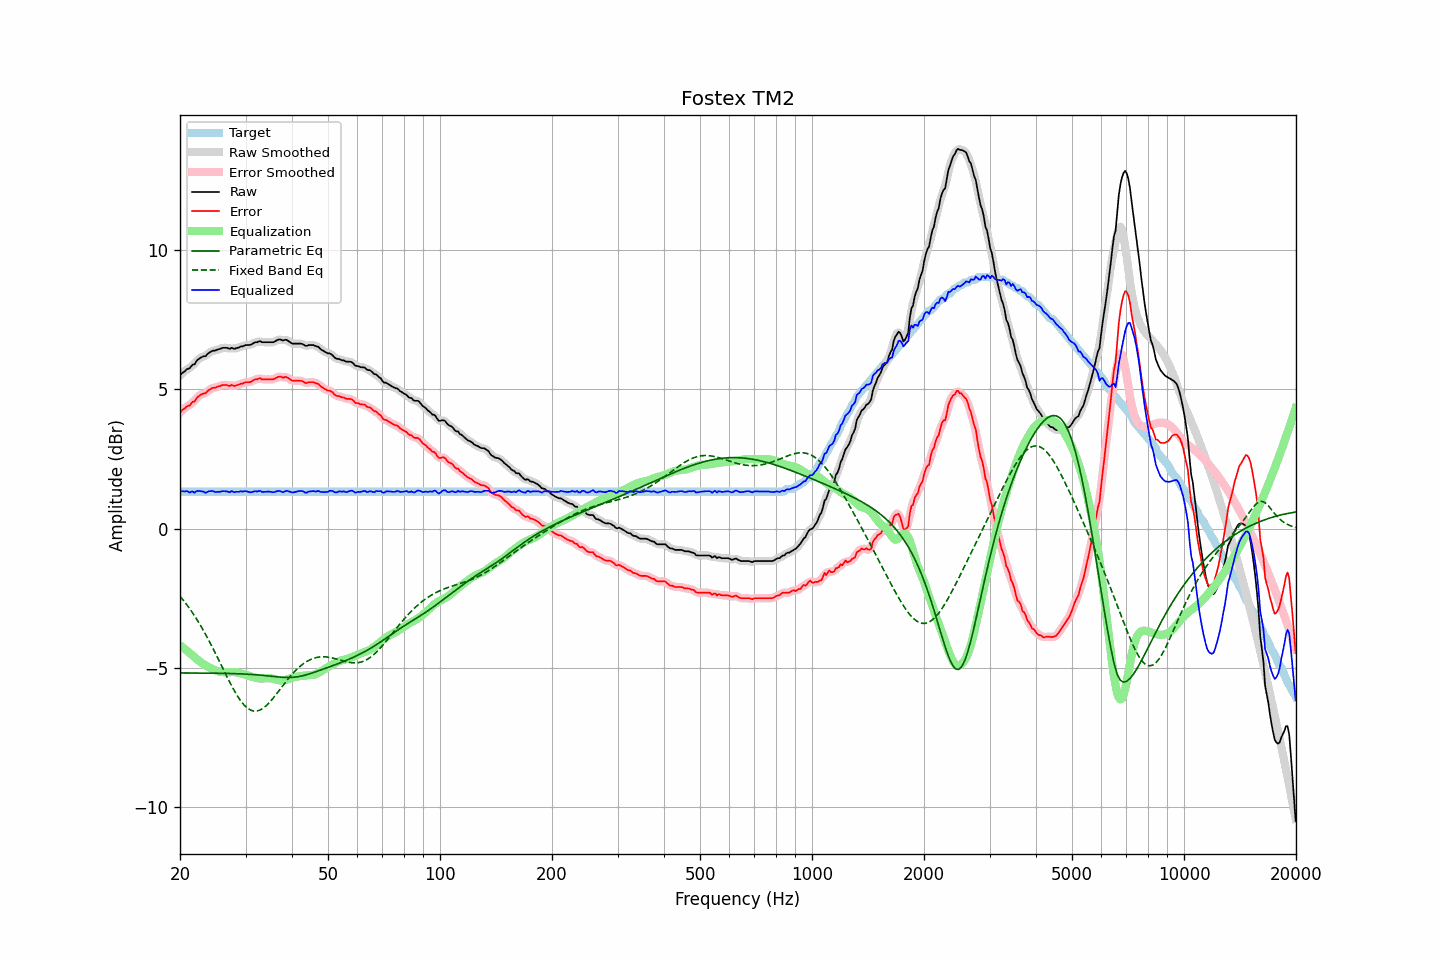 Fostex TM2
Target
Raw Smoothed
Error Smoothed
Raw
Error
Equalization
Parametric Eq
Fixed Band Eq
Equalized
Amplitude (dBr)
10
5
0
−5
−10
20 50 100 200 500 1000 2000 5000 10000 20000
Frequency (Hz)